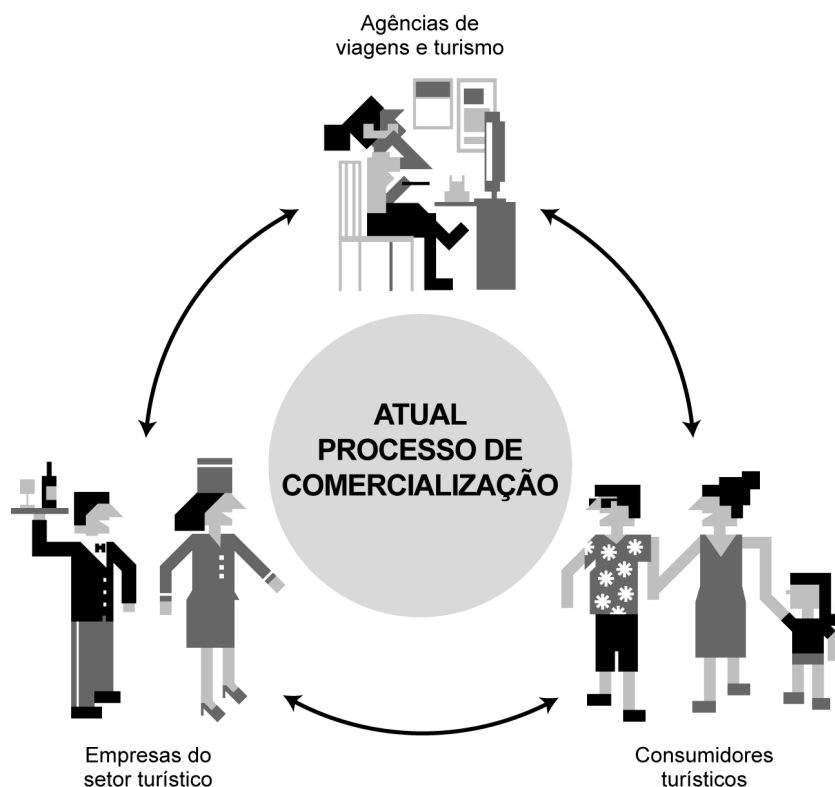 Agências de
viagens e turismo
ATUAL
PROCESSO DE
COMERCIALIZAÇÃO
Empresas do
setor turístico
Consumidores
turísticos